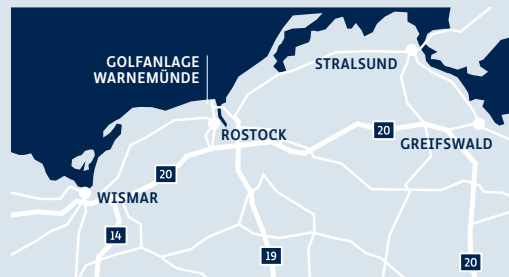 GOLFANLAGE
WARNEMÜNDE
STRALSUND
ROSTOCK
20
GREIFSWALD
20
WISMAR
14
19
20